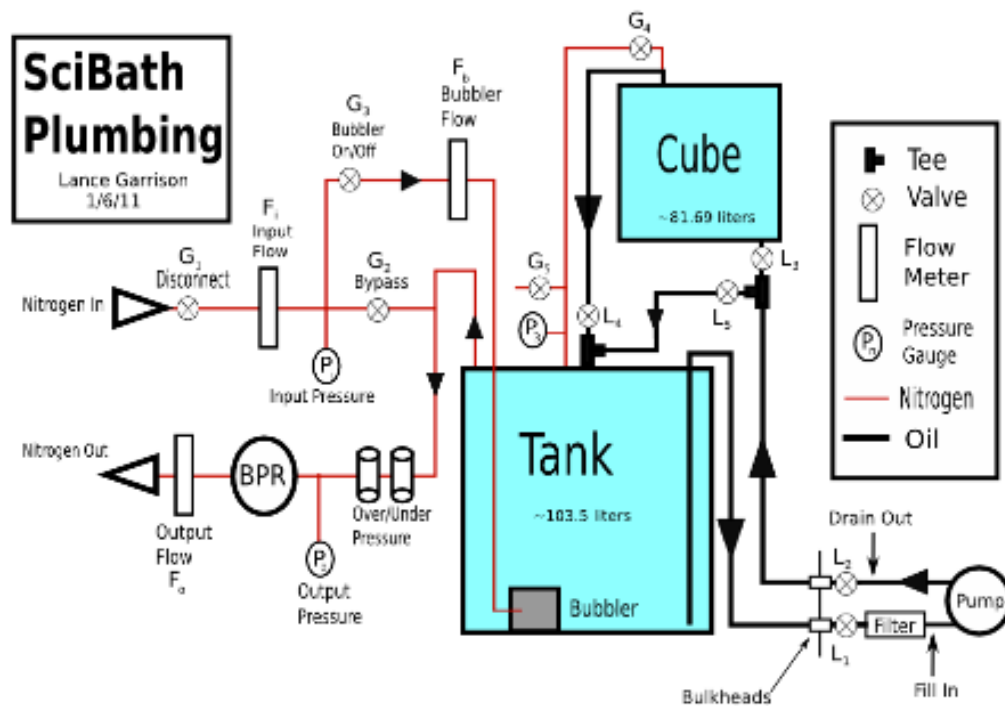 SciBath
Plumbing
Lance Garrison
1/6/11
G₄
F_b
Bubbler
Flow
G₃
Bubbler
On/Off
Cube
~81.69 liters
Tee
Valve
Flow
Meter
Pressure
Gauge
Nitrogen
Oil
F_i
Input
Flow
G₁
Disconnect
G₂
Bypass
Nitrogen In
G₅
P₃
L₃
L₄
L₅
Input Pressure
Nitrogen Out
BPR
Over/Under
Pressure
Output
Flow
Output
Pressure
Tank
~103.5 liters
Bubbler
Drain Out
L₂
Pump
Filter
L₁
Bulkheads
Fill In